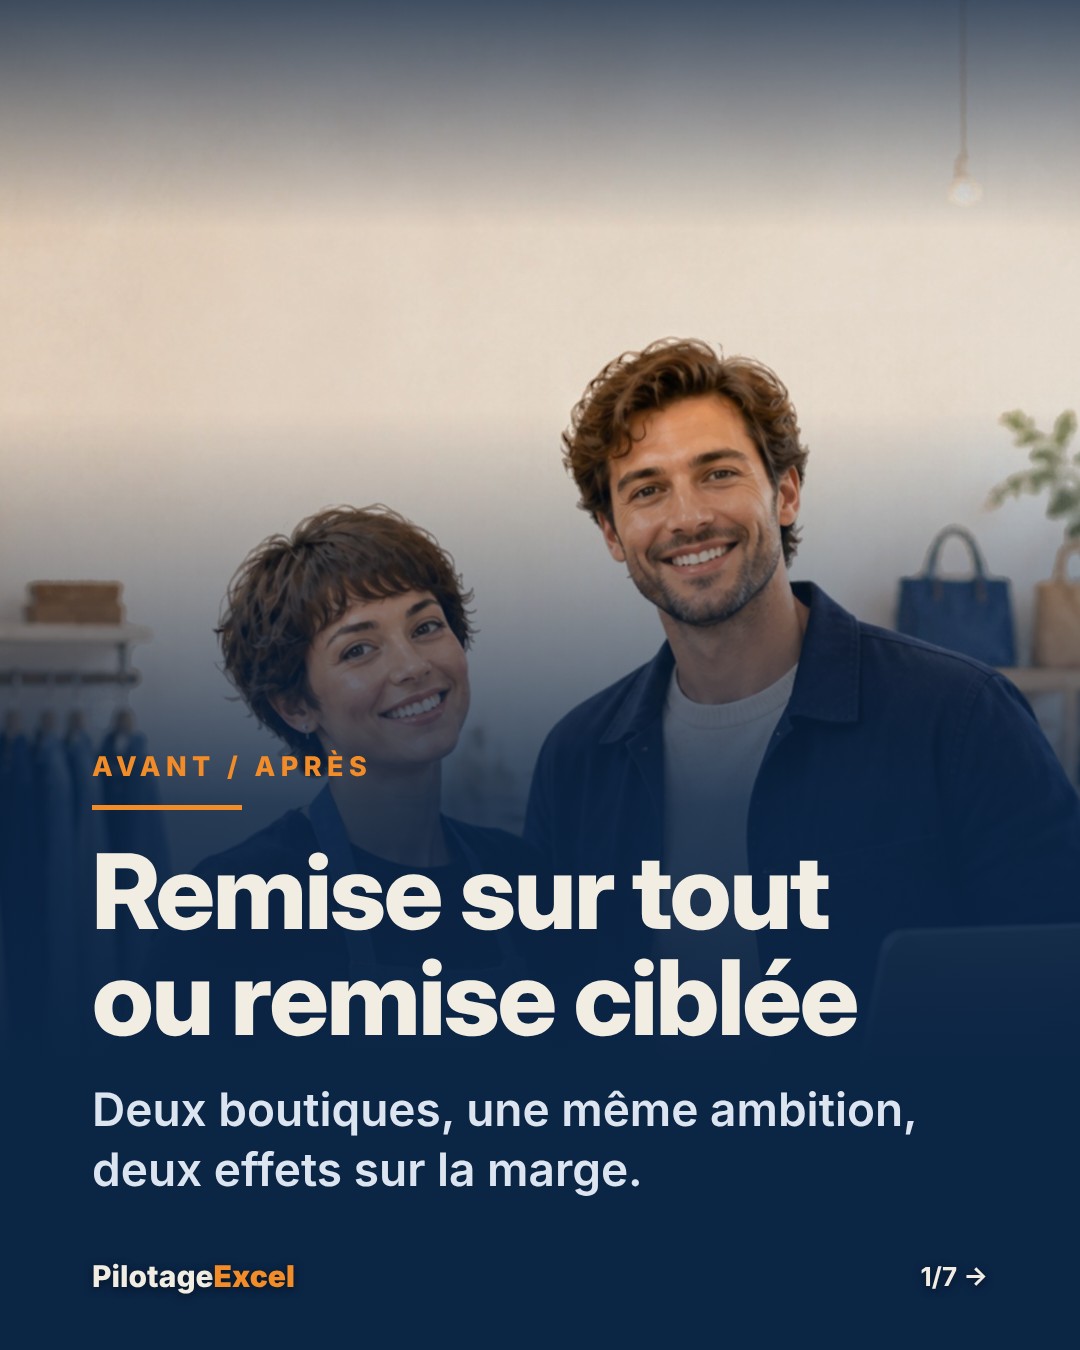 AVANT / APRÈS
Remise sur tout
ou remise ciblée
Deux boutiques, une même ambition,
deux effets sur la marge.
PilotageExcel
1/7 →